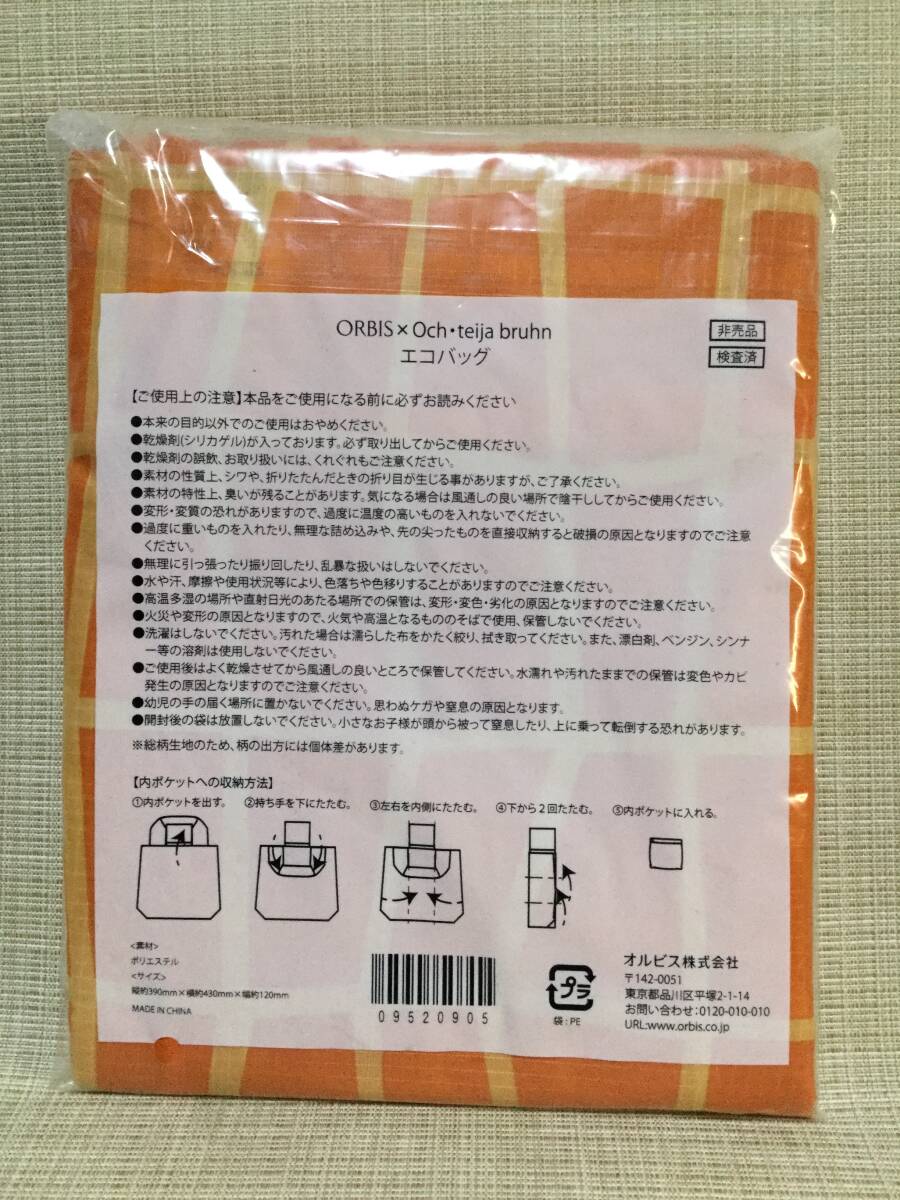 ORBIS×Och・teija bruhn
エコバッグ
非売品
検査済
【ご使用上の注意】本品をご使用になる前に必ずお読みください
●本来の目的以外でのご使用はおやめください。
●乾燥剤(シリカゲル)が入っております。必ず取り出してからご使用ください。
●乾燥剤の誤飲、お取り扱いには、くれぐれもご注意ください。
●素材の性質上、シワや、折りたたんだときの折り目が生じる事がありますが、ご了承ください。
●素材の特性上、臭いが残ることがあります。気になる場合は風通しの良い場所で陰干ししてからご使用ください。
●変形・変質の恐れがありますので、過度に温度の高いものを入れないでください。
●過度に重いものを入れたり、無理な詰め込みや、先の尖ったものを直接収納すると破損の原因となりますのでご注意
ください。
●無理に引っ張ったり振り回したり、乱暴な扱いはしないでください。
●水や汗、摩擦や使用状況等により、色落ちや色移りすることがありますのでご注意ください。
●高温多湿の場所や直射日光のあたる場所での保管は、変形・変色・劣化の原因となりますのでご注意ください。
●火災や変形の原因となりますので、火気や高温となるもののそばで使用、保管しないでください。
●洗濯はしないでください。汚れた場合は濡らした布をかたく絞り、拭き取ってください。また、漂白剤、ベンジン、シンナ
ー等の溶剤は使用しないでください。
●ご使用後はよく乾燥させてから風通しの良いところで保管してください。水濡れや汚れたままでの保管は変色やカビ
発生の原因となりますのでご注意ください。
●幼児の手の届く場所に置かないでください。思わぬケガや窒息の原因となります。
●開封後の袋は放置しないでください。小さなお子様が頭から被って窒息したり、上に乗って転倒する恐れがあります。
※総柄生地のため、柄の出方には個体差があります。
【内ポケットへの収納方法】
①内ポケットを出す。 ②持ち手を下にたたむ。 ③左右を内側にたたむ。 ④下から2回たたむ。 ⑤内ポケットに入れる。
<素材>
ポリエステル
<サイズ>
縦約390mm×横約430mm×幅約120mm
MADE IN CHINA
09520905
プラ
袋:PE
オルビス株式会社
〒142-0051
東京都品川区平塚2-1-14
お問い合わせ:0120-010-010
URL:www.orbis.co.jp